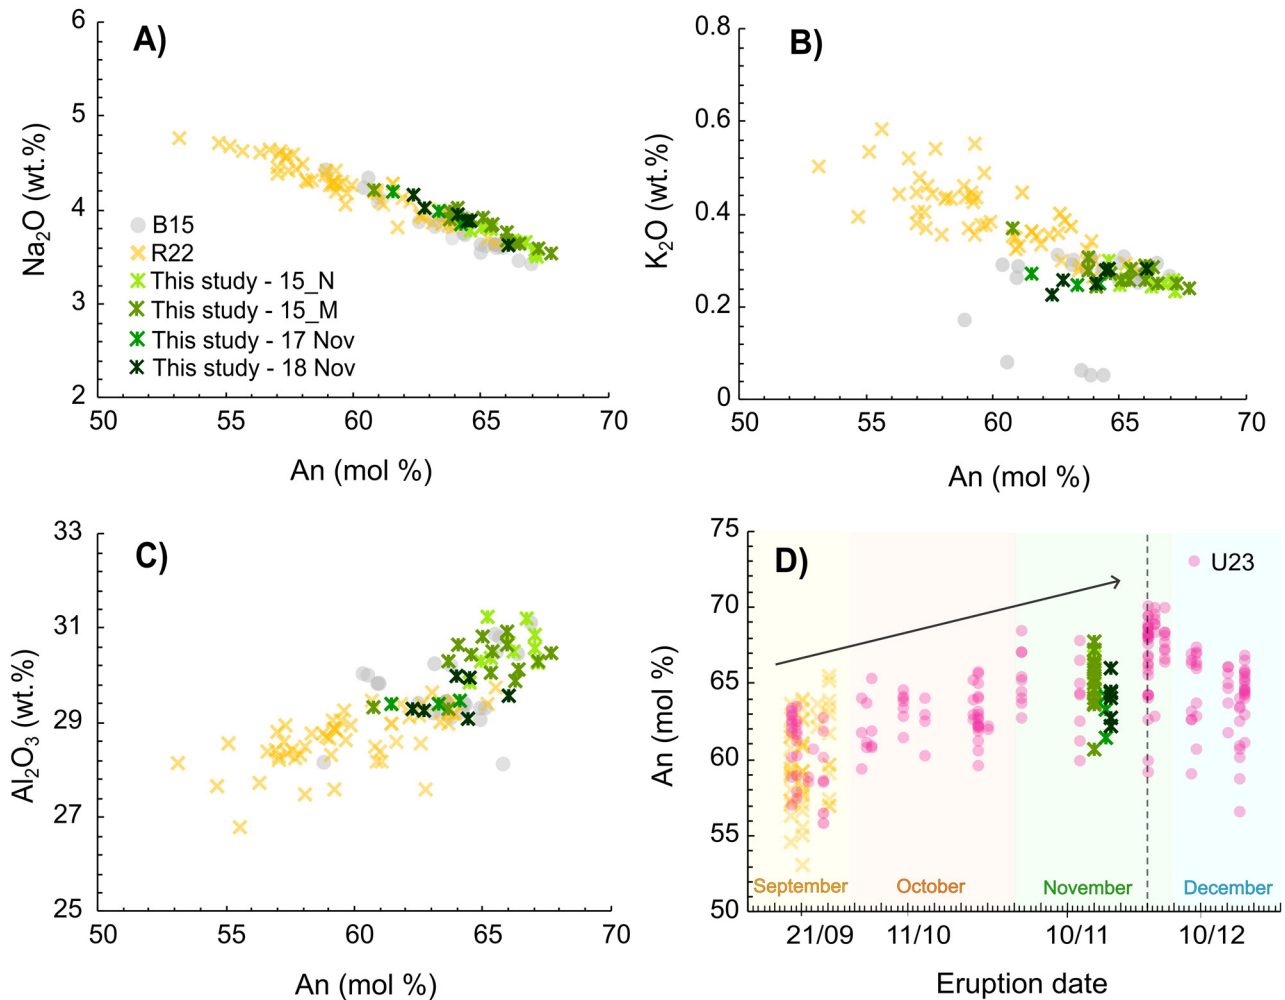 A)
Na2O (wt.%)
6
5
4
3
2
B15
R22
This study - 15_N
This study - 15_M
This study - 17 Nov
This study - 18 Nov
50 55 60 65 70
An (mol %)
B)
K2O (wt.%)
0.8
0.6
0.4
0.2
0
50 55 60 65 70
An (mol %)
C)
Al2O3 (wt.%)
33
31
29
27
25
50 55 60 65 70
An (mol %)
D)
U23
An (mol %)
75
70
65
60
55
50
September October November December
21/09 11/10 10/11 10/12
Eruption date